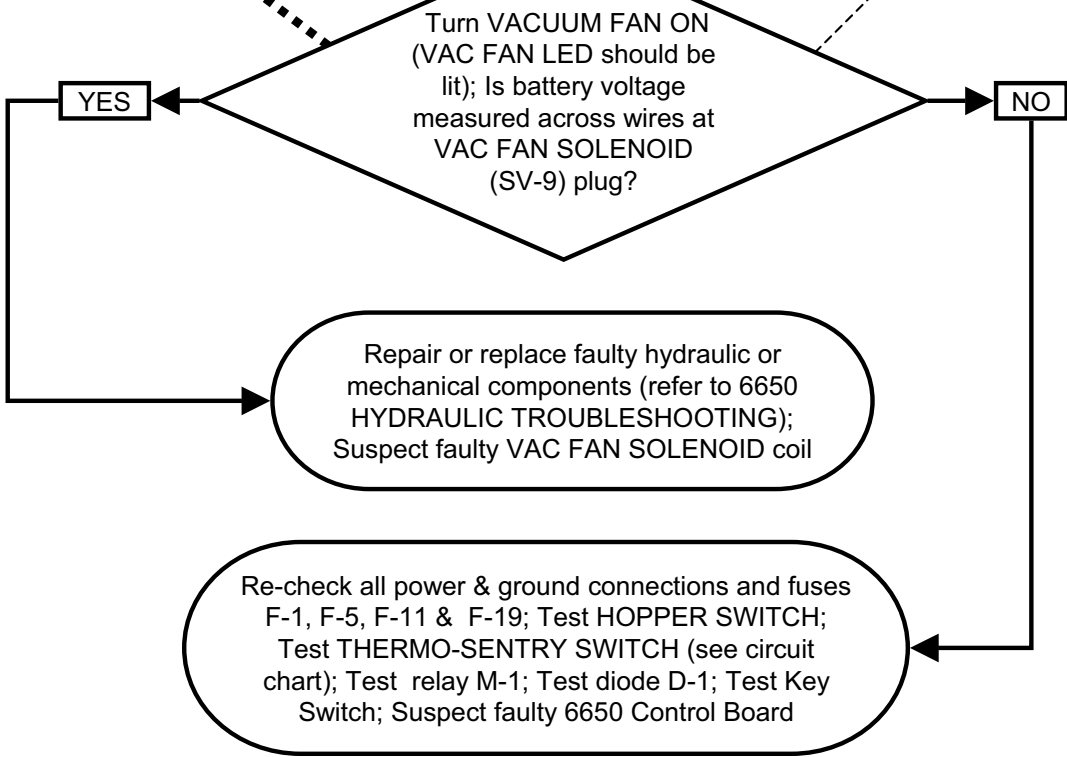 Turn VACUUM FAN ON
(VAC FAN LED should be
lit); Is battery voltage
measured across wires at
VAC FAN SOLENOID
(SV-9) plug?
YES
NO
Repair or replace faulty hydraulic or
mechanical components (refer to 6650
HYDRAULIC TROUBLESHOOTING);
Suspect faulty VAC FAN SOLENOID coil
Re-check all power & ground connections and fuses
F-1, F-5, F-11 & F-19; Test HOPPER SWITCH;
Test THERMO-SENTRY SWITCH (see circuit
chart); Test relay M-1; Test diode D-1; Test Key
Switch; Suspect faulty 6650 Control Board